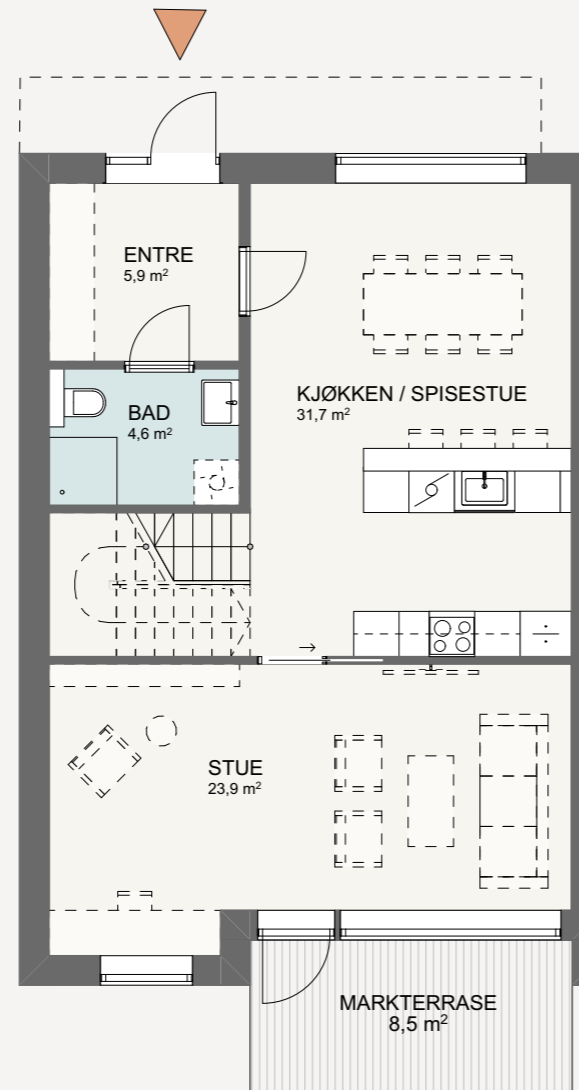 ENTRE
5,9 m²
BAD
4,6 m²
KJØKKEN / SPISESTUE
31,7 m²
STUE
23,9 m²
MARKTERRASE
8,5 m²